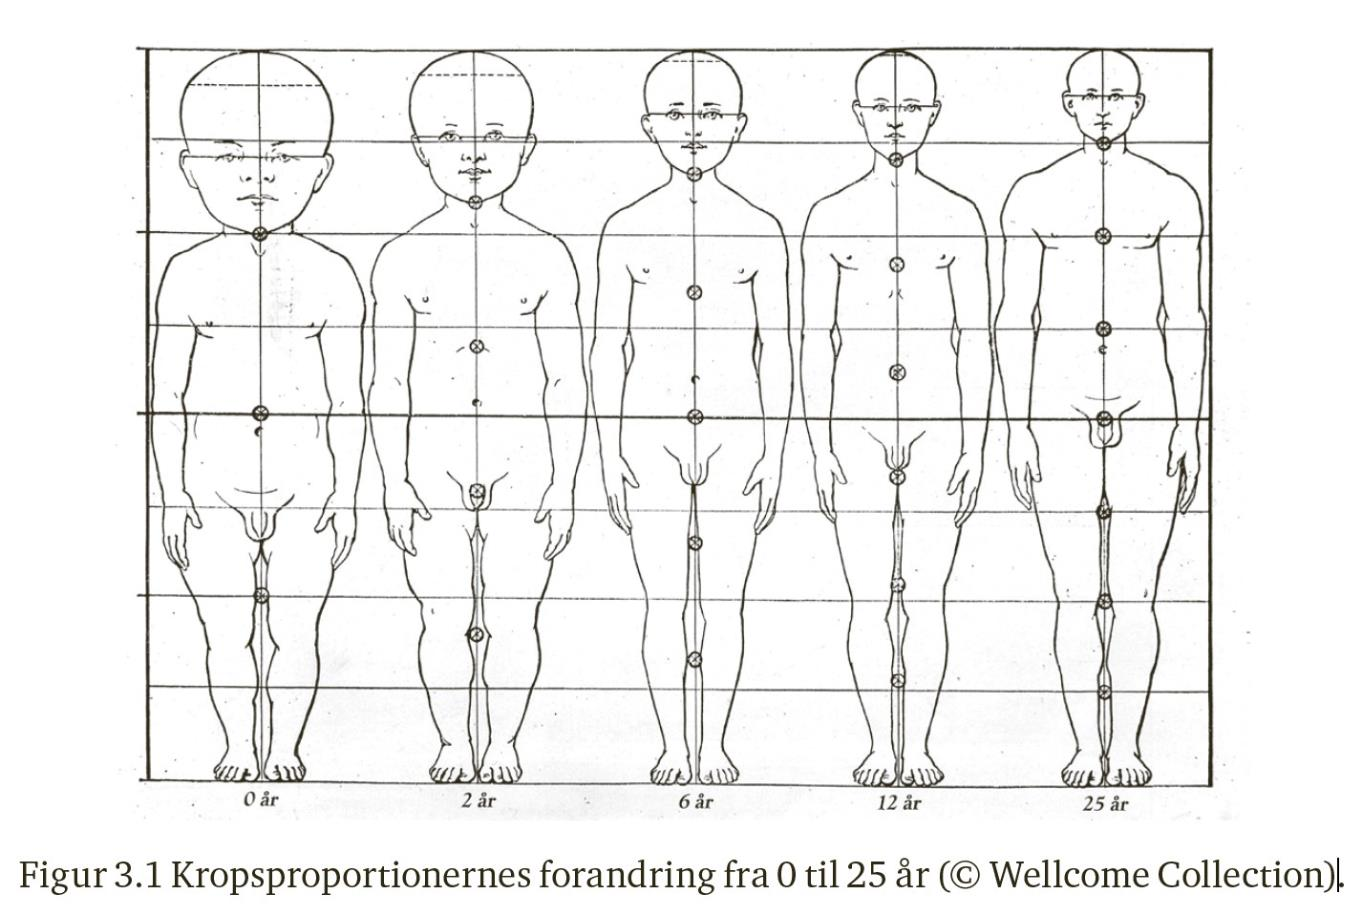 0 år 2 år 6 år 12 år 25 år
Figur 3.1 Kropsproportionernes forandring fra 0 til 25 år (© Wellcome Collection).